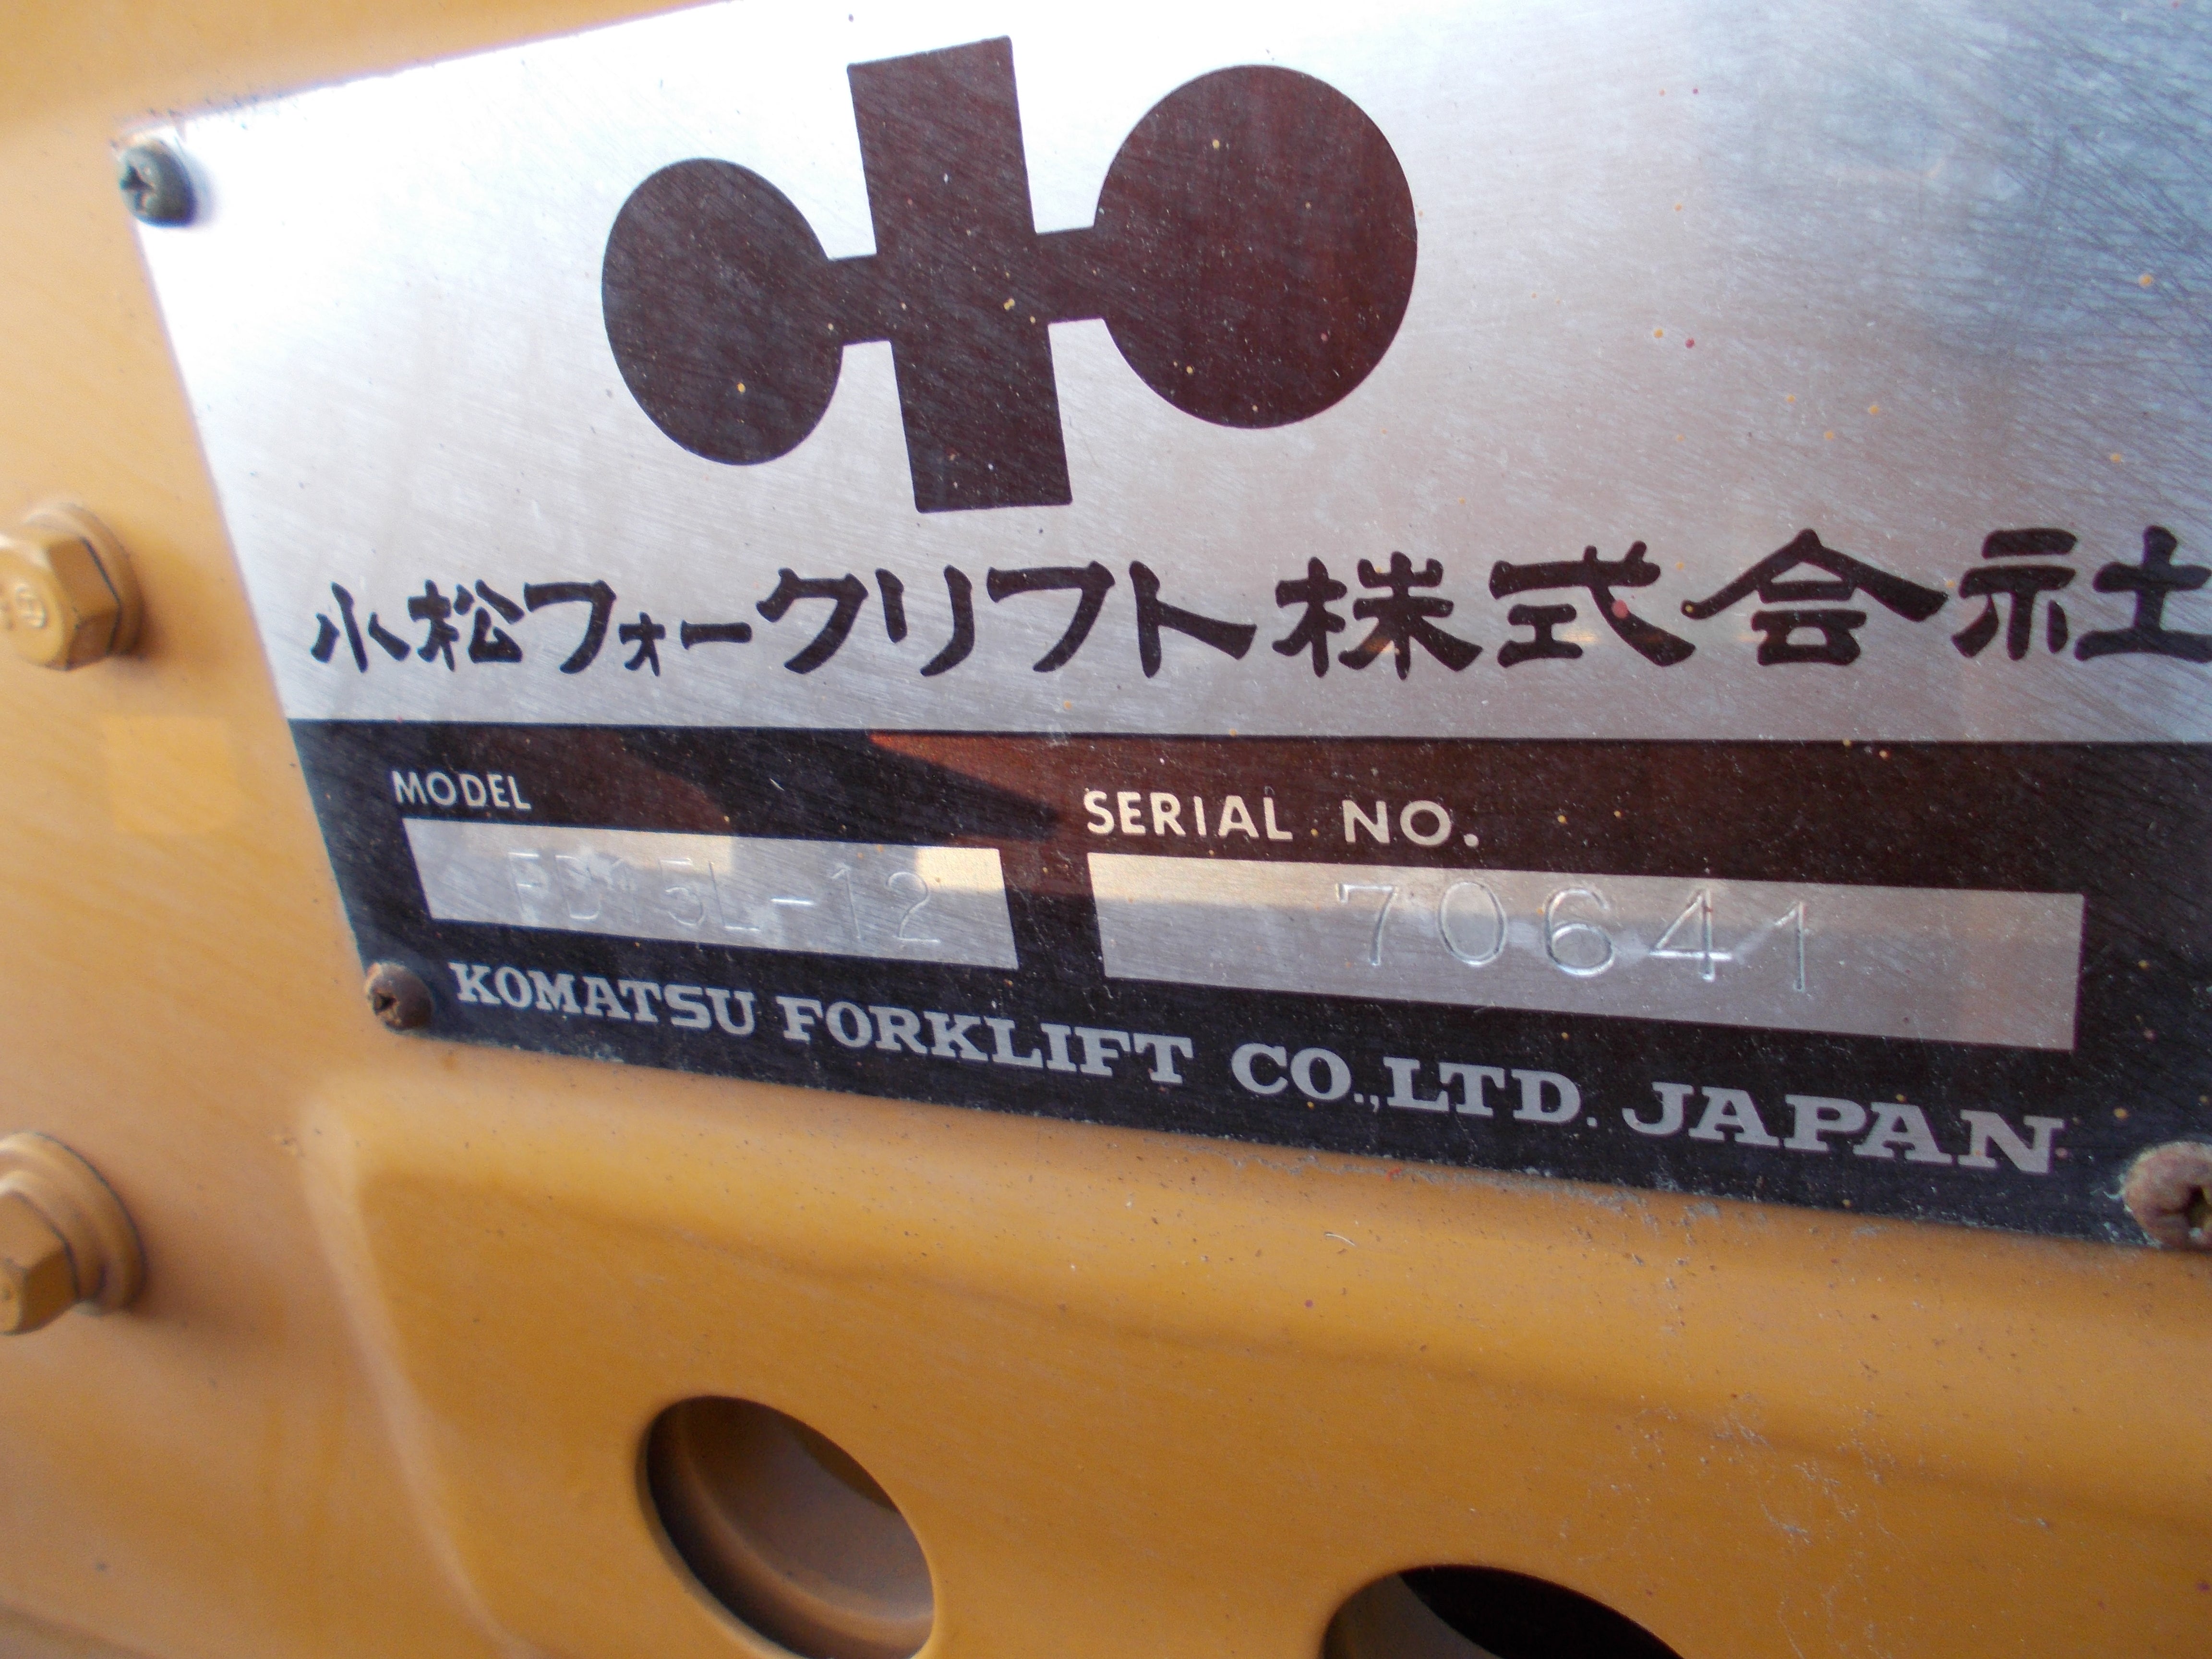 小松フォークリフト株式会社
MODEL SERIAL NO.
FD15L-12 70641
KOMATSU FORKLIFT CO.,LTD. JAPAN